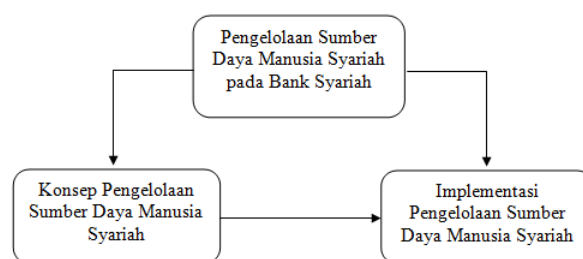 Pengelolaan Sumber
Daya Manusia Syariah
pada Bank Syariah
Konsep Pengelolaan
Sumber Daya Manusia
Syariah
Implementasi
Pengelolaan Sumber
Daya Manusia Syariah